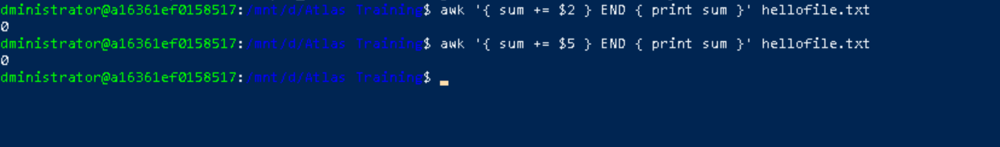 dministrator@a16361ef0158517:/mnt/d/Atlas Training$ awk '{ sum += $2 } END { print sum }' hellofile.txt
0
dministrator@a16361ef0158517:/mnt/d/Atlas Training$ awk '{ sum += $5 } END { print sum }' hellofile.txt
0
dministrator@a16361ef0158517:/mnt/d/Atlas Training$